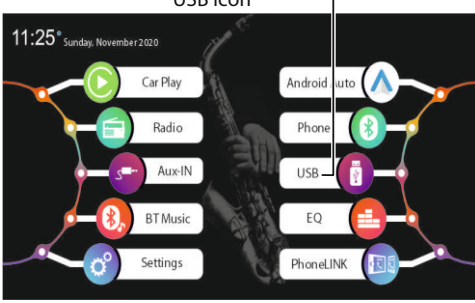 USB Icon
11:25° Sunday, November 2020
Car Play
Android Auto
Radio
Phone
Aux-IN
USB
BT Music
EQ
Settings
PhoneLINK